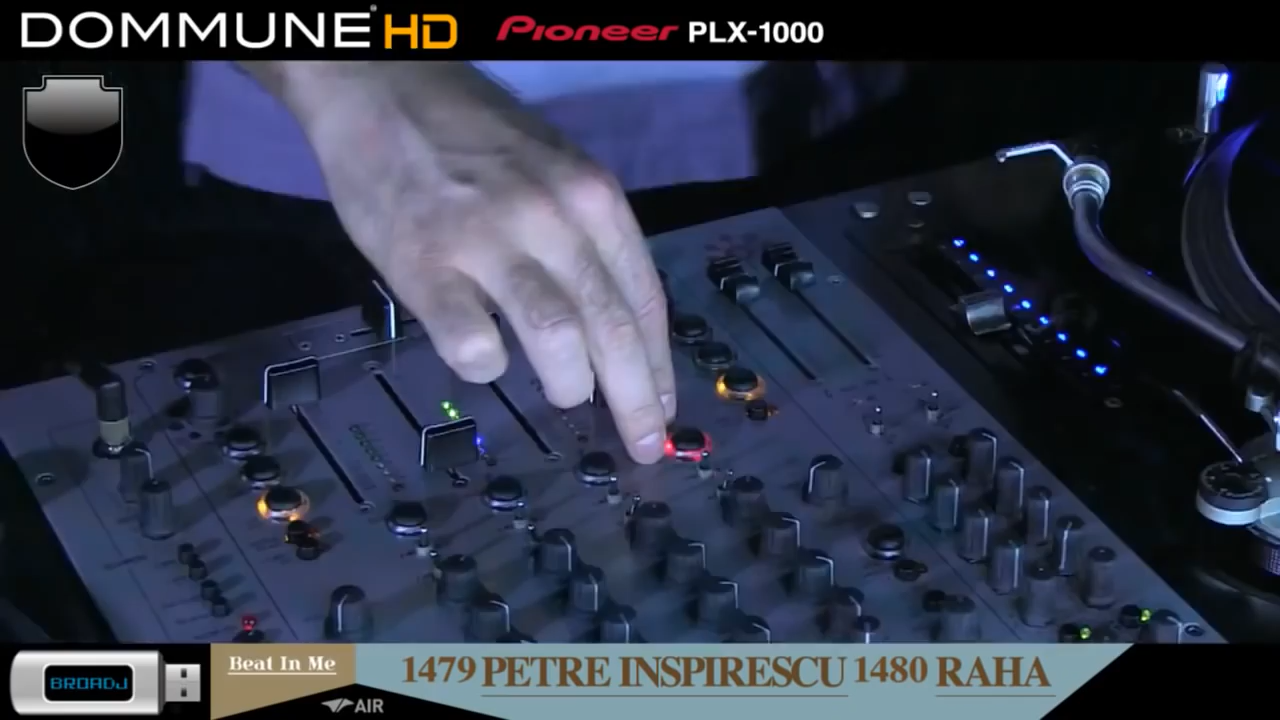 DOMMUNE HD Pioneer PLX-1000
BROADJ
Beat In Me
AIR
1479 PETRE INSPIRESCU 1480 RAHA